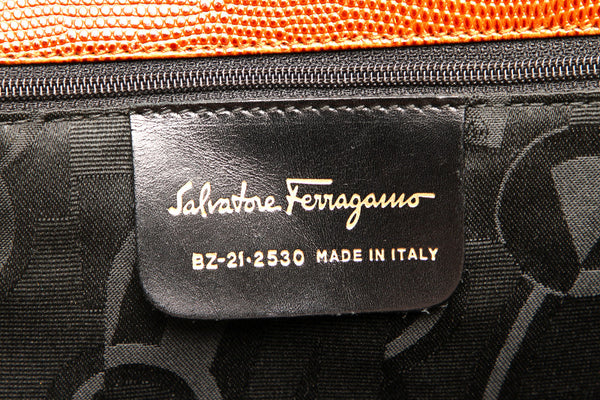 Salvatore Ferragamo
BZ-21·2530 MADE IN ITALY